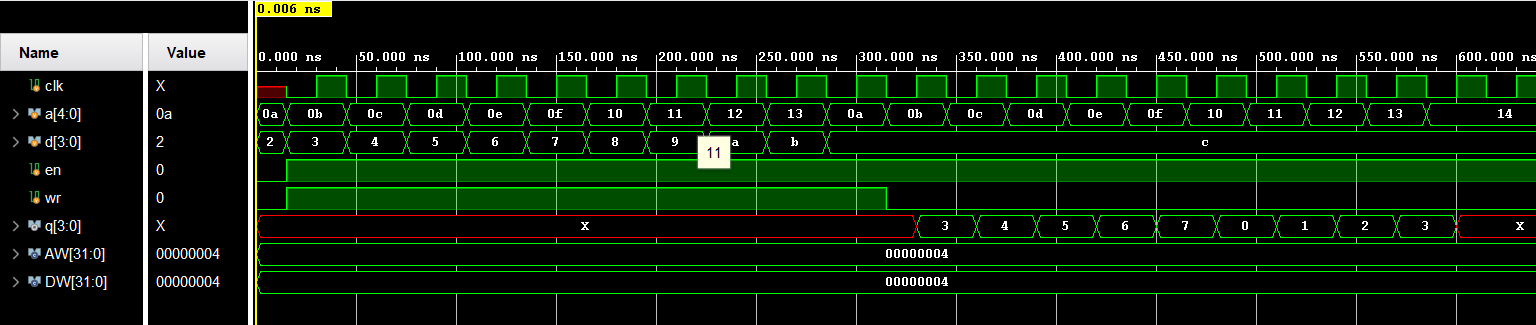 0.006 ns
Name Value
0.000 ns 50.000 ns 100.000 ns 150.000 ns 200.000 ns 250.000 ns 300.000 ns 350.000 ns 400.000 ns 450.000 ns 500.000 ns 550.000 ns 600.000
clk X
a[4:0] 0a 0a 0b 0c 0d 0e 0f 10 11 12 13 0a 0b 0c 0d 0e 0f 10 11 12 13 14
d[3:0] 2 2 3 4 5 6 7 8 9 a b c
11
en 0
wr 0
q[3:0] X X 3 4 5 6 7 0 1 2 3 X
AW[31:0] 00000004 00000004
DW[31:0] 00000004 00000004